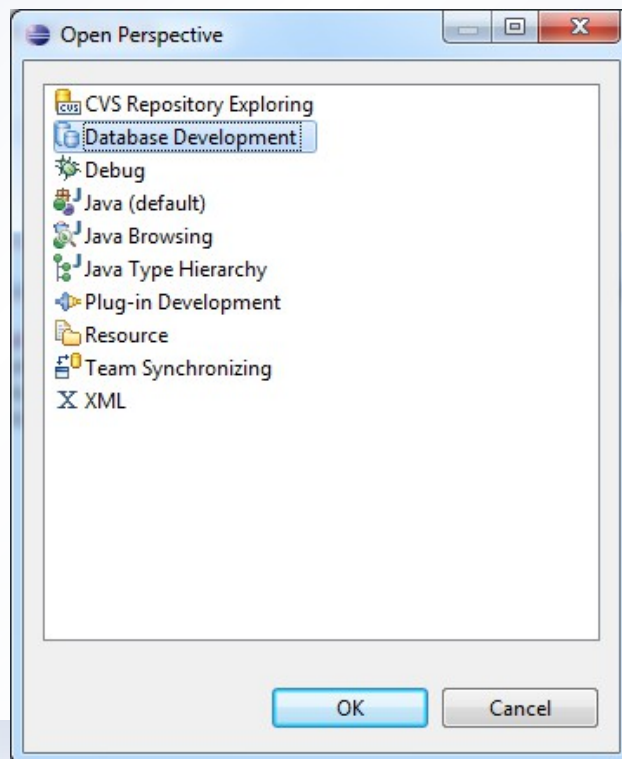 Open Perspective
CVS CVS Repository Exploring
Database Development
Debug
Java (default)
Java Browsing
Java Type Hierarchy
Plug-in Development
Resource
Team Synchronizing
X XML
OK Cancel